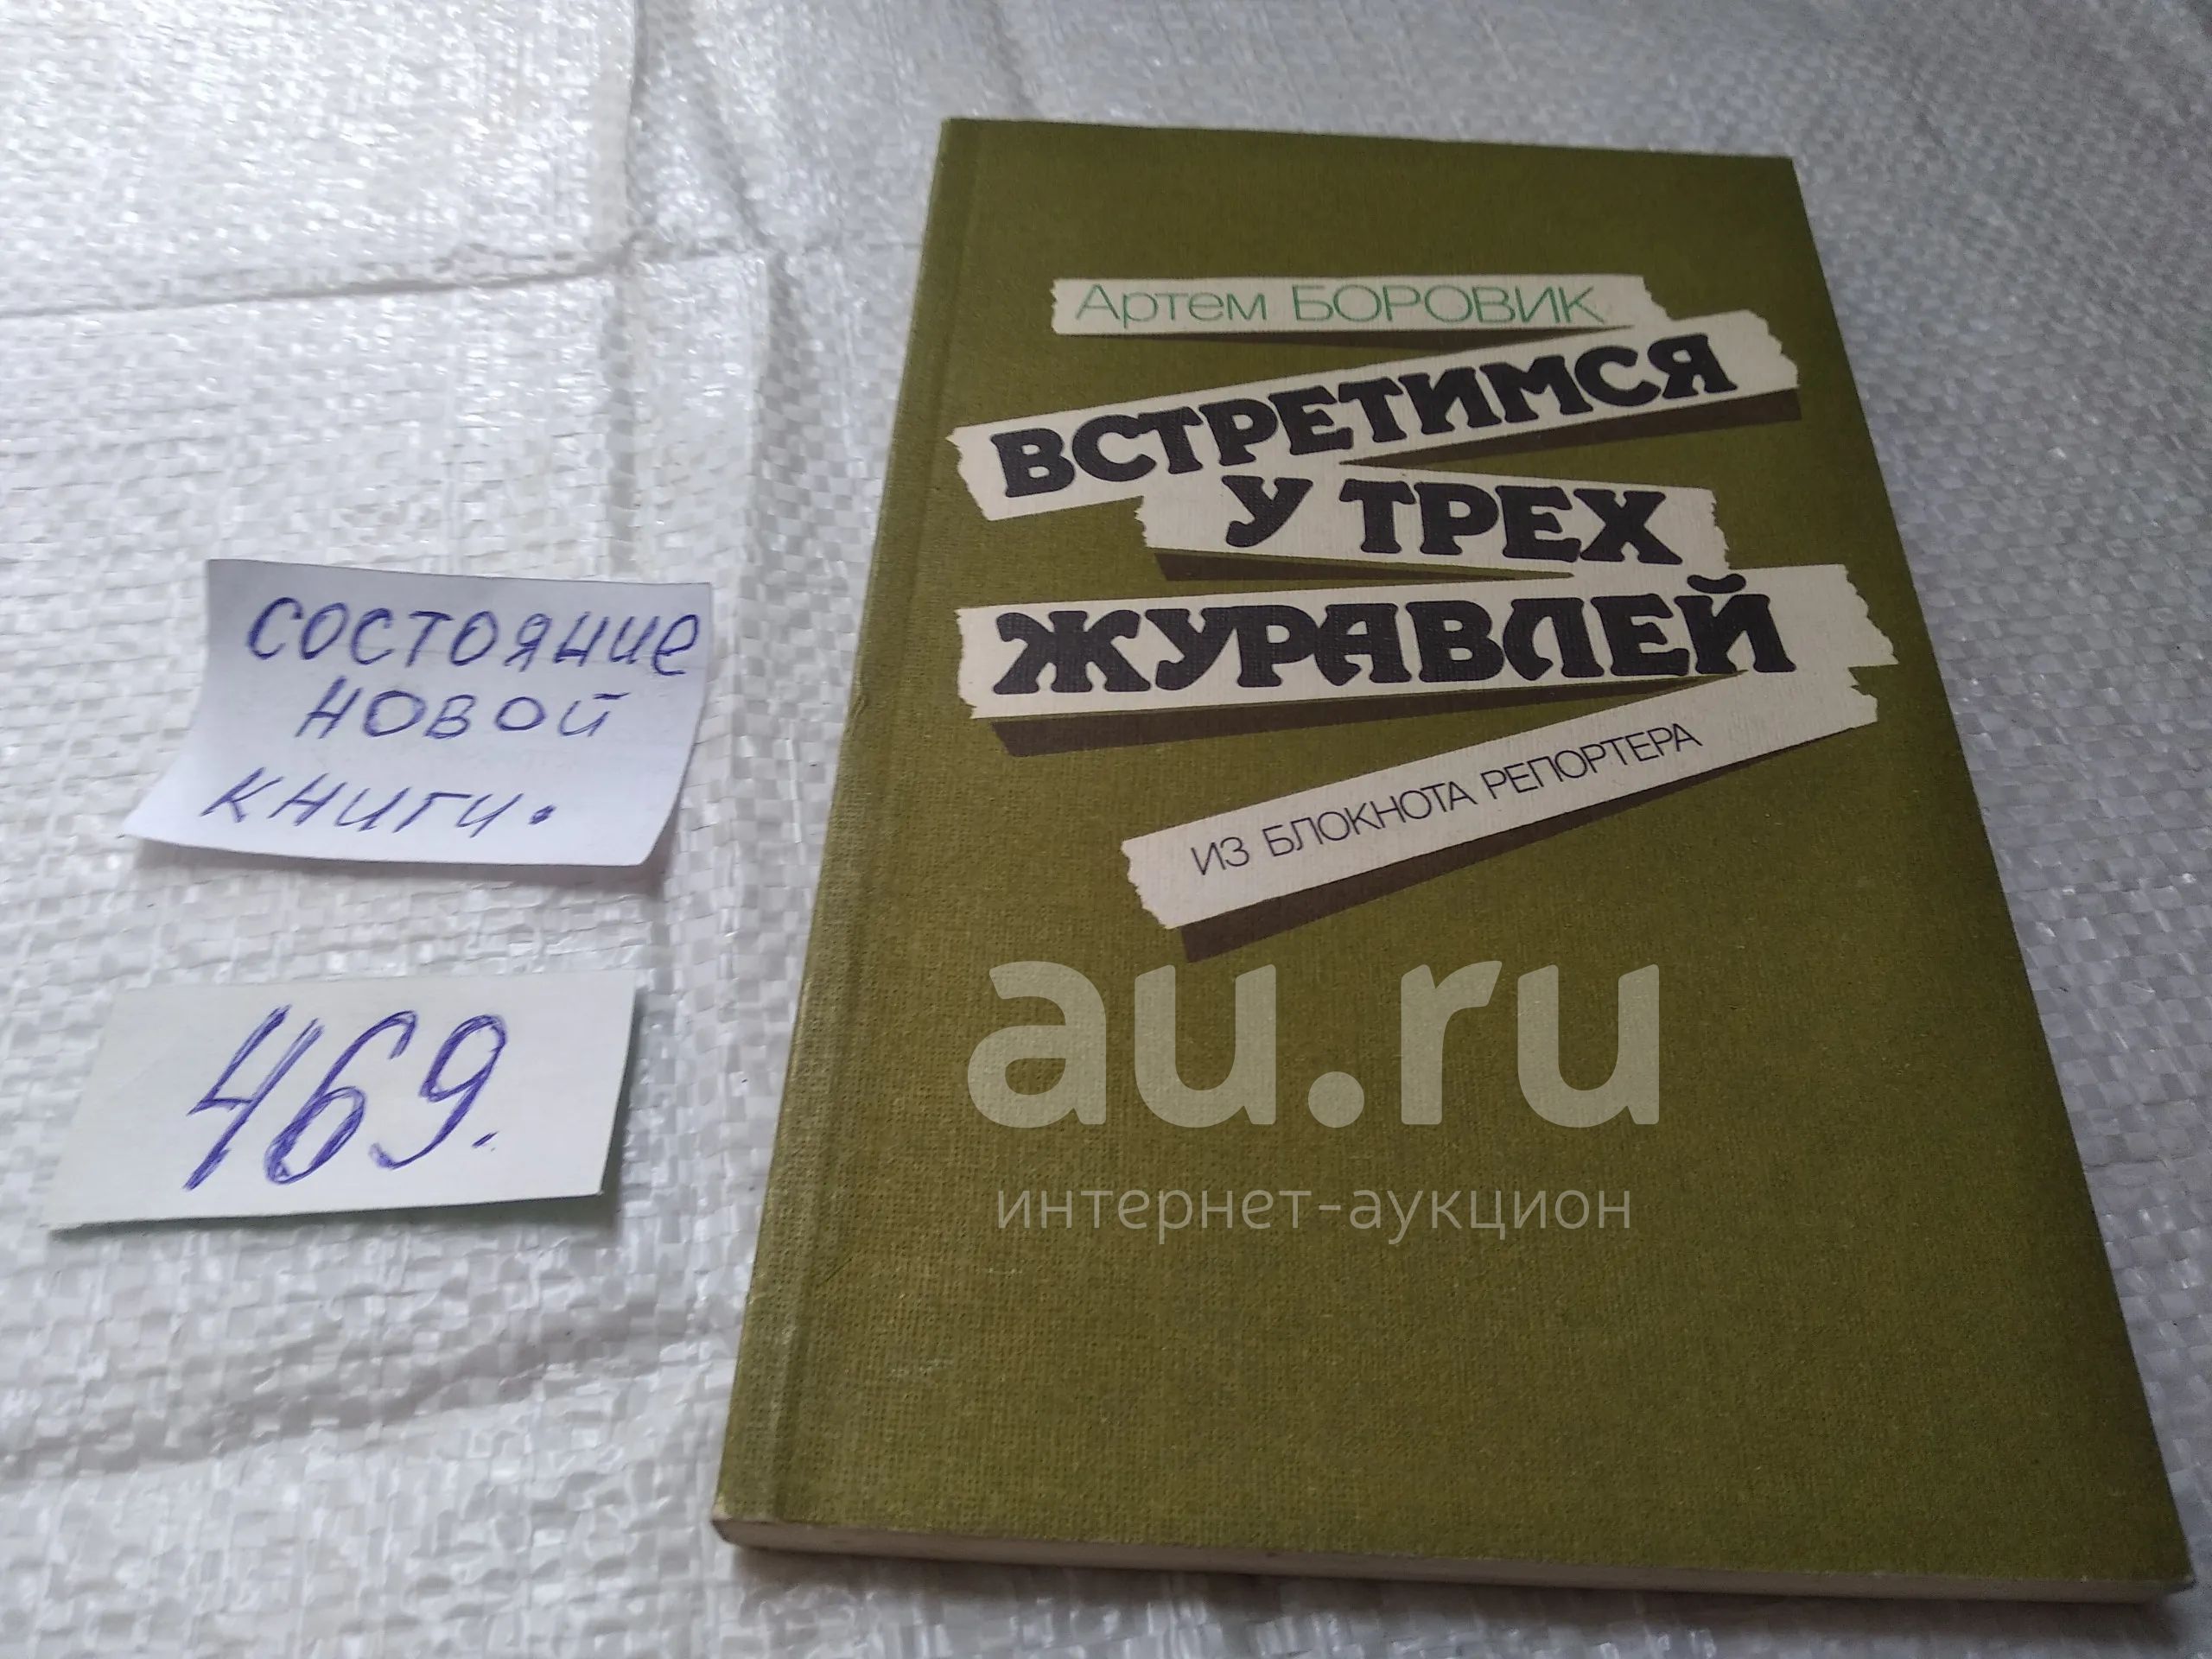 Артем БОРОВИК
ВСТРЕТИМСЯ
У ТРЕХ
ЖУРАВЛЕЙ
ИЗ БЛОКНОТА РЕПОРТЕРА
состояние
новой
книги.
469.
au.ru
интернет-аукцион